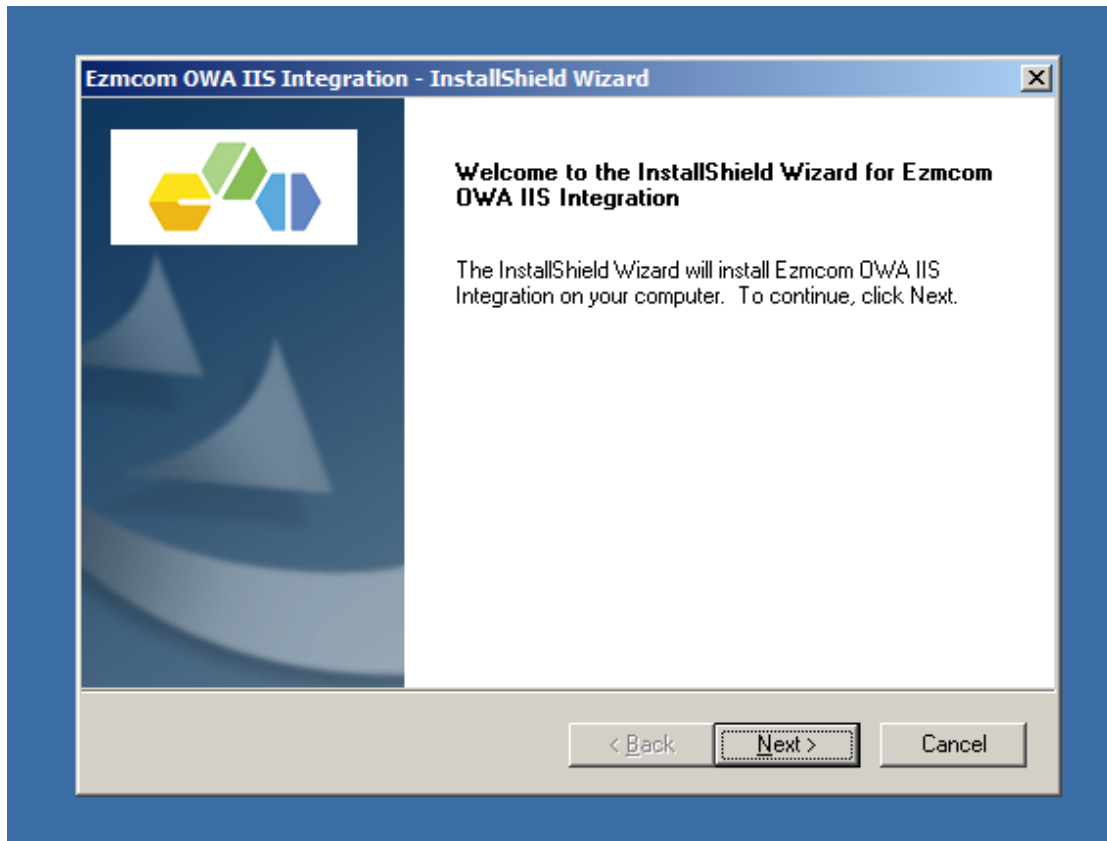 Ezmcom OWA IIS Integration - InstallShield Wizard
Welcome to the InstallShield Wizard for Ezmcom
OWA IIS Integration
The InstallShield Wizard will install Ezmcom OWA IIS
Integration on your computer.  To continue, click Next.
< Back
Next >
Cancel